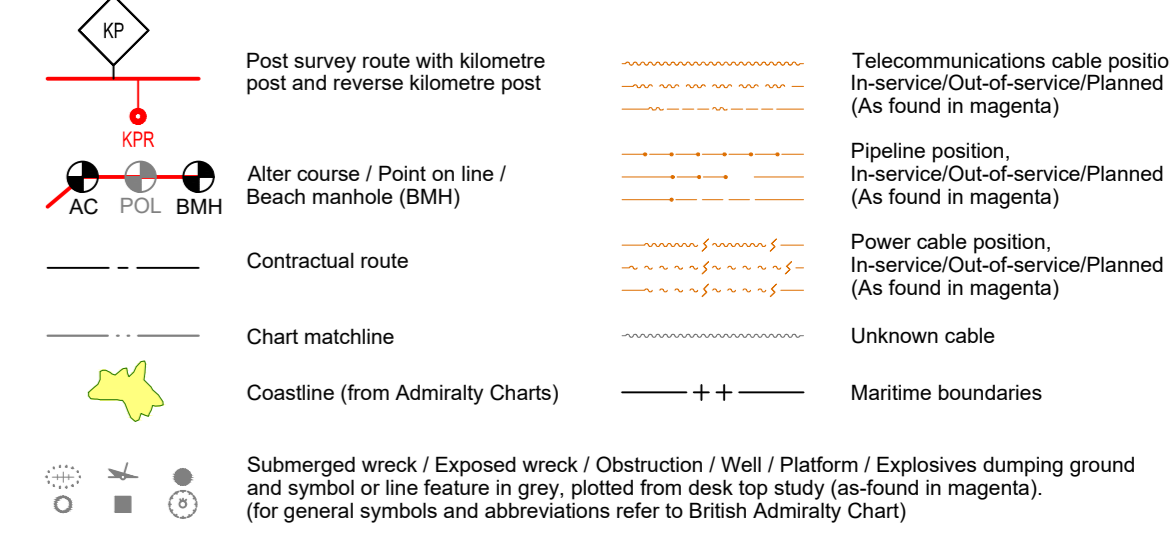 KP
Post survey route with kilometre
post and reverse kilometre post
KPR
AC POL BMH
Alter course / Point on line /
Beach manhole (BMH)
Contractual route
Chart matchline
Coastline (from Admiralty Charts)
Telecommunications cable positio
In-service/Out-of-service/Planned
(As found in magenta)
Pipeline position,
In-service/Out-of-service/Planned
(As found in magenta)
Power cable position,
In-service/Out-of-service/Planned
(As found in magenta)
Unknown cable
Maritime boundaries
Submerged wreck / Exposed wreck / Obstruction / Well / Platform / Explosives dumping ground
and symbol or line feature in grey, plotted from desk top study (as-found in magenta).
(for general symbols and abbreviations refer to British Admiralty Chart)